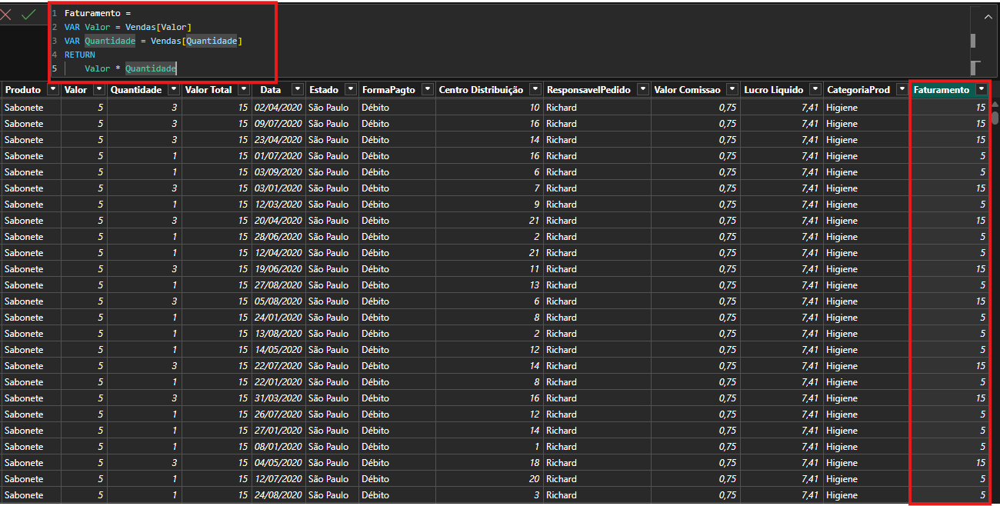 1 Faturamento =
2 VAR Valor = Vendas[Valor]
3 VAR Quantidade = Vendas[Quantidade]
4 RETURN
5 Valor * Quantidade
Produto Valor Quantidade Valor Total Data Estado FormaPagto Centro Distribuição ResponsavelPedido Valor Comissao Lucro Liquido CategoriaProd Faturamento
Sabonete 5 3 15 02/04/2020 São Paulo Débito 10 Richard 0,75 7,41 Higiene 15
Sabonete 5 3 15 09/07/2020 São Paulo Débito 16 Richard 0,75 7,41 Higiene 15
Sabonete 5 3 15 23/04/2020 São Paulo Débito 14 Richard 0,75 7,41 Higiene 15
Sabonete 5 1 15 01/07/2020 São Paulo Débito 16 Richard 0,75 7,41 Higiene 5
Sabonete 5 1 15 03/09/2020 São Paulo Débito 6 Richard 0,75 7,41 Higiene 5
Sabonete 5 3 15 03/01/2020 São Paulo Débito 7 Richard 0,75 7,41 Higiene 15
Sabonete 5 1 15 12/03/2020 São Paulo Débito 9 Richard 0,75 7,41 Higiene 5
Sabonete 5 3 15 20/04/2020 São Paulo Débito 21 Richard 0,75 7,41 Higiene 15
Sabonete 5 1 15 28/06/2020 São Paulo Débito 2 Richard 0,75 7,41 Higiene 5
Sabonete 5 1 15 12/04/2020 São Paulo Débito 21 Richard 0,75 7,41 Higiene 5
Sabonete 5 3 15 19/06/2020 São Paulo Débito 11 Richard 0,75 7,41 Higiene 15
Sabonete 5 1 15 27/08/2020 São Paulo Débito 13 Richard 0,75 7,41 Higiene 5
Sabonete 5 3 15 05/08/2020 São Paulo Débito 6 Richard 0,75 7,41 Higiene 15
Sabonete 5 1 15 24/01/2020 São Paulo Débito 8 Richard 0,75 7,41 Higiene 5
Sabonete 5 1 15 13/08/2020 São Paulo Débito 2 Richard 0,75 7,41 Higiene 5
Sabonete 5 1 15 14/05/2020 São Paulo Débito 12 Richard 0,75 7,41 Higiene 5
Sabonete 5 3 15 22/07/2020 São Paulo Débito 14 Richard 0,75 7,41 Higiene 15
Sabonete 5 1 15 22/01/2020 São Paulo Débito 8 Richard 0,75 7,41 Higiene 5
Sabonete 5 3 15 31/03/2020 São Paulo Débito 16 Richard 0,75 7,41 Higiene 15
Sabonete 5 1 15 26/07/2020 São Paulo Débito 12 Richard 0,75 7,41 Higiene 5
Sabonete 5 1 15 27/01/2020 São Paulo Débito 14 Richard 0,75 7,41 Higiene 5
Sabonete 5 1 15 08/01/2020 São Paulo Débito 1 Richard 0,75 7,41 Higiene 5
Sabonete 5 3 15 04/05/2020 São Paulo Débito 18 Richard 0,75 7,41 Higiene 15
Sabonete 5 1 15 12/07/2020 São Paulo Débito 20 Richard 0,75 7,41 Higiene 5
Sabonete 5 1 15 24/08/2020 São Paulo Débito 3 Richard 0,75 7,41 Higiene 5